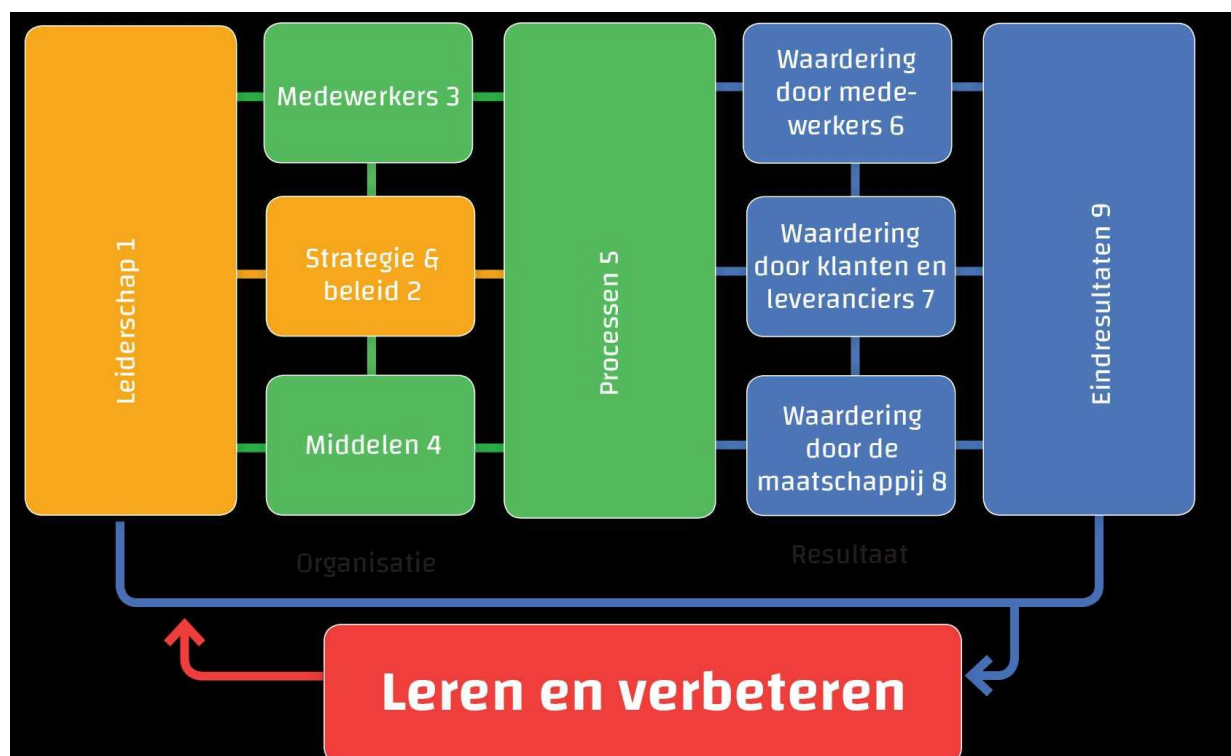 Leiderschap 1
Medewerkers 3
Strategie &
beleid 2
Middelen 4
Processen 5
Waardering
door mede-
werkers 6
Waardering
door klanten en
leveranciers 7
Waardering
door de
maatschappij 8
Eindresultaten 9
Organisatie
Resultaat
Leren en verbeteren